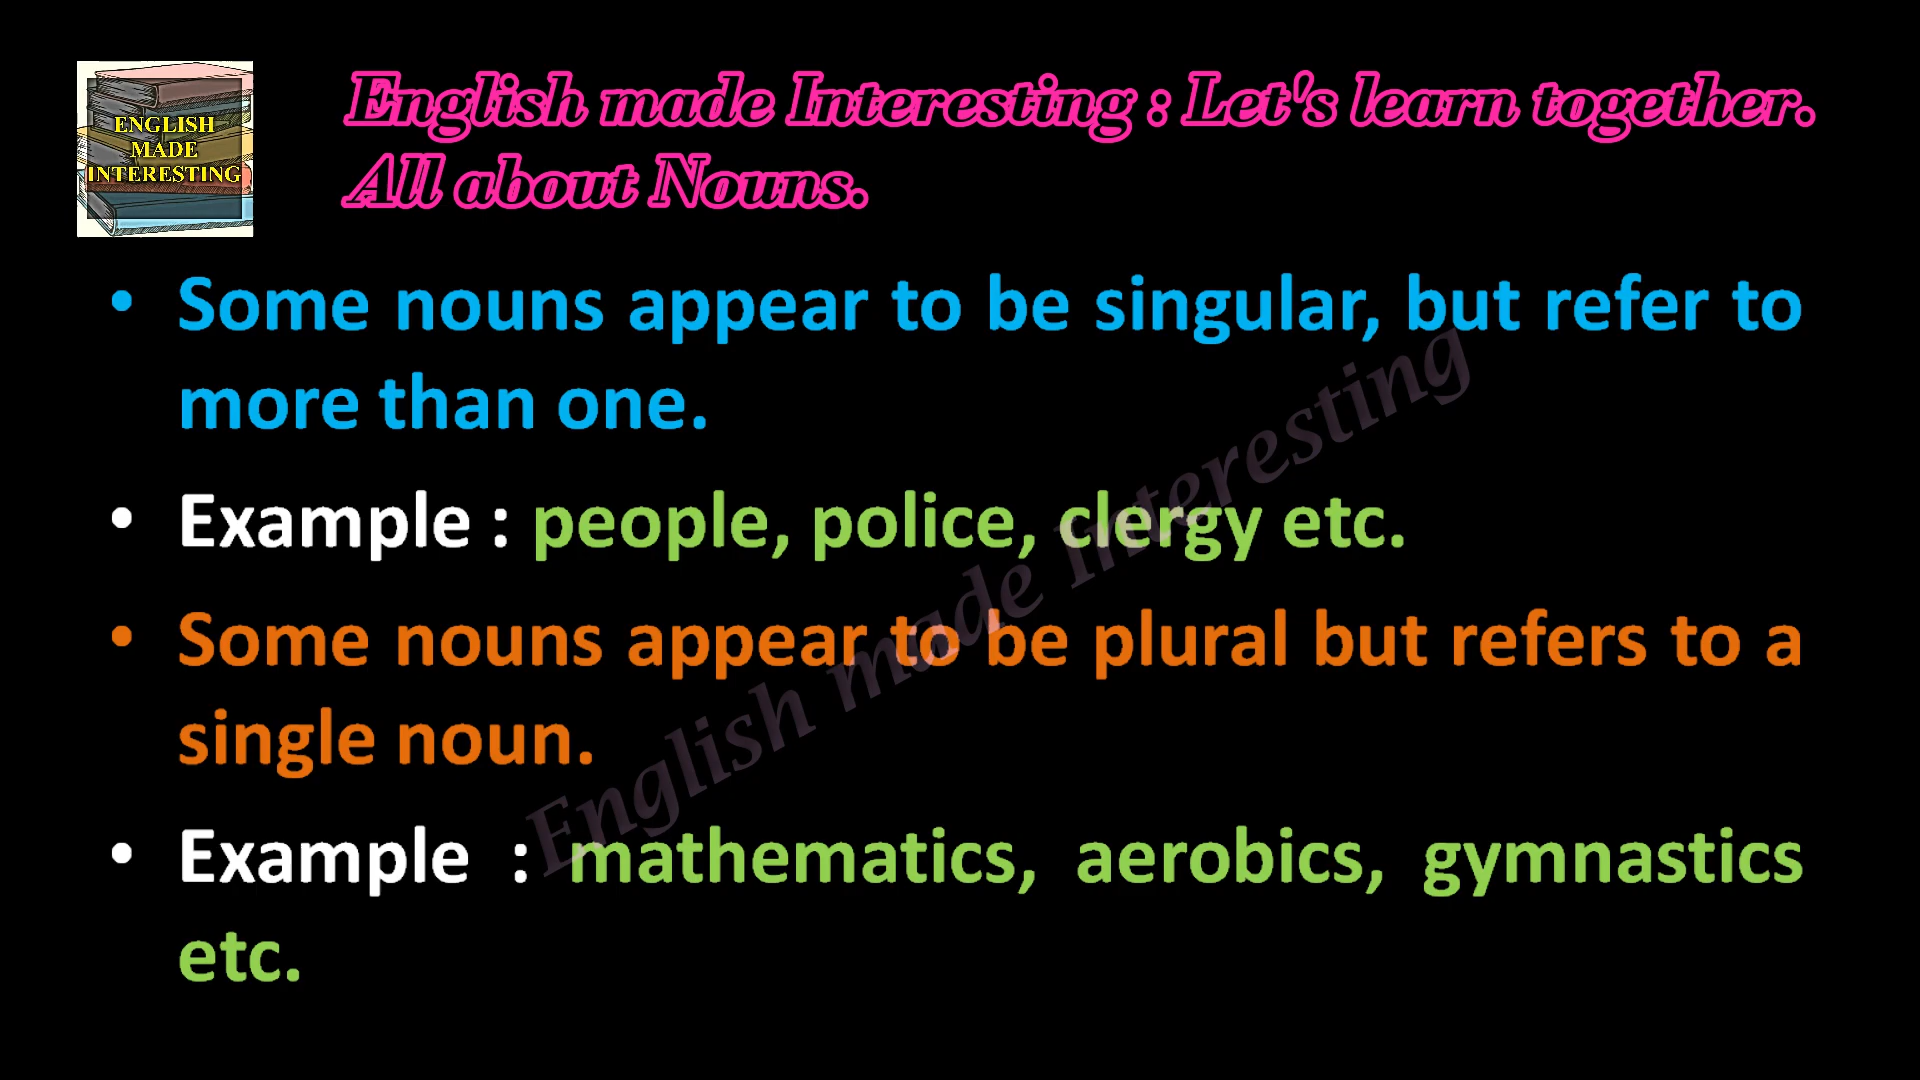 ENGLISH
MADE
INTERESTING
English made Interesting : Let's learn together.
All about Nouns.
• Some nouns appear to be singular, but refer to
more than one.
• Example : people, police, clergy etc.
• Some nouns appear to be plural but refers to a
single noun.
• Example : mathematics, aerobics, gymnastics
etc.
English made Interesting